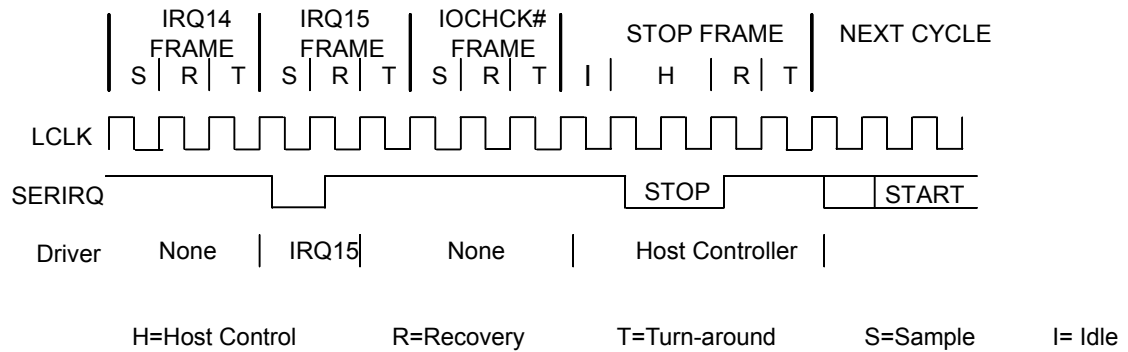 IRQ14 FRAME
IRQ15 FRAME
IOCHCK# FRAME
STOP FRAME
NEXT CYCLE
S R T S R T S R T I H R T
LCLK
SERIRQ STOP START
Driver None IRQ15 None Host Controller
H=Host Control R=Recovery T=Turn-around S=Sample I= Idle